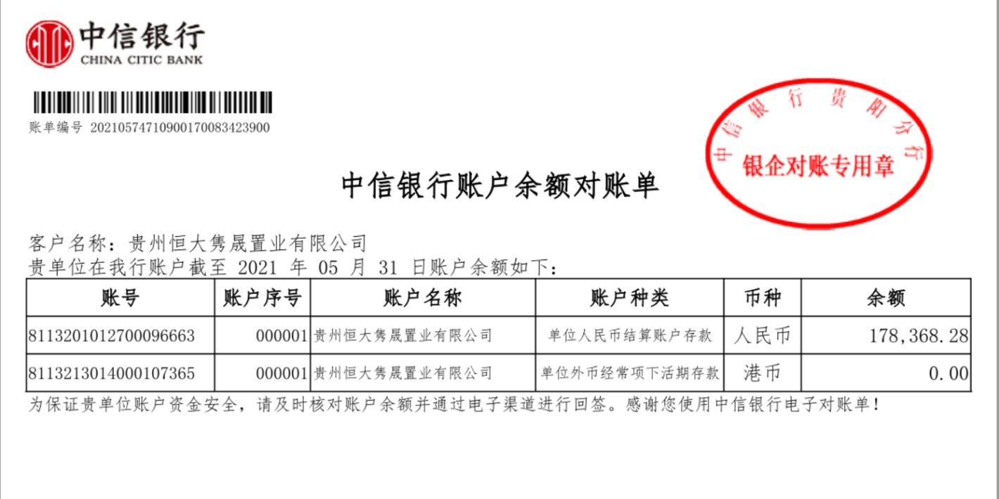 中信银行
CHINA CITIC BANK
账单编号 20210574710900170083423900
中信银行贵阳分行
银企对账专用章
中信银行账户余额对账单
客户名称：贵州恒大隽晟置业有限公司
贵单位在我行账户截至 2021 年 05 月 31 日账户余额如下：
账号 账户序号 账户名称 账户种类 币种 余额
8113201012700096663 000001 贵州恒大隽晟置业有限公司 单位人民币结算账户存款 人民币 178,368.28
8113213014000107365 000001 贵州恒大隽晟置业有限公司 单位外币经常项下活期存款 港币 0.00
为保证贵单位账户资金安全，请及时核对账户余额并通过电子渠道进行回签。感谢您使用中信银行电子对账单！